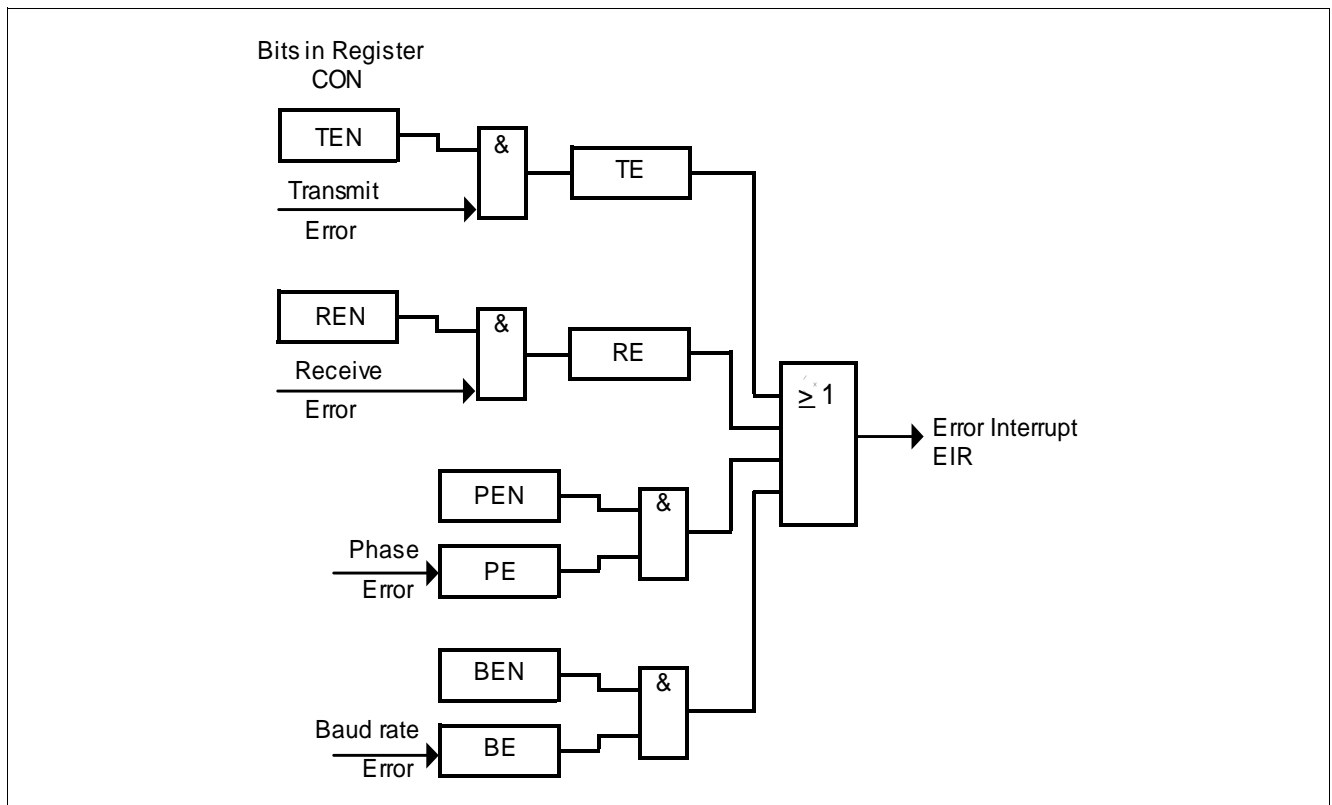 Bits in Register
CON
TEN
&
TE
Transmit
Error
REN
&
RE
Receive
Error
≥ 1
Error Interrupt
EIR
PEN
&
Phase
Error
PE
BEN
&
Baud rate
Error
BE